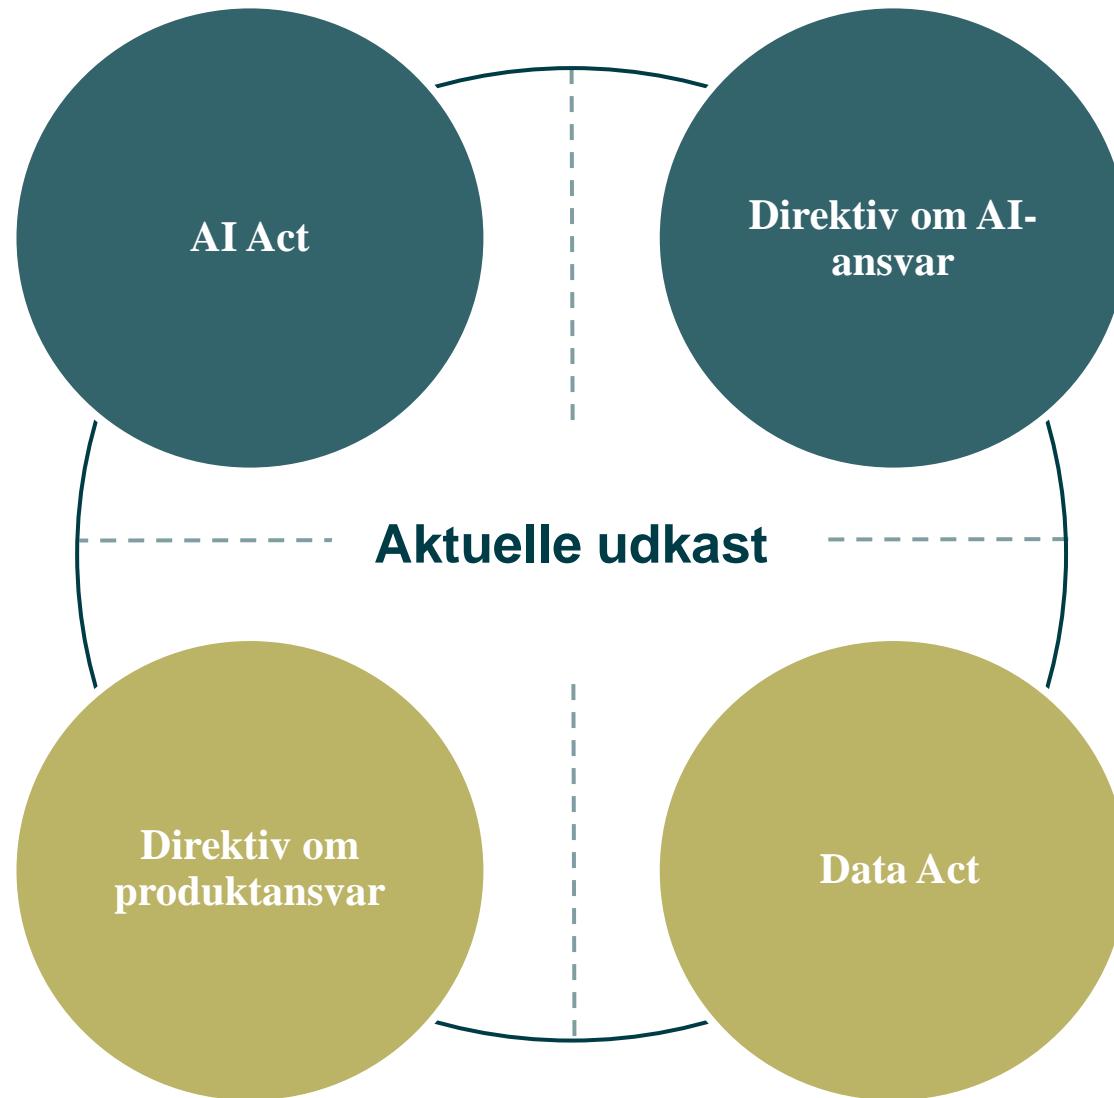 AI Act
Direktiv om AI-
ansvar
Aktuelle udkast
Direktiv om
produktansvar
Data Act